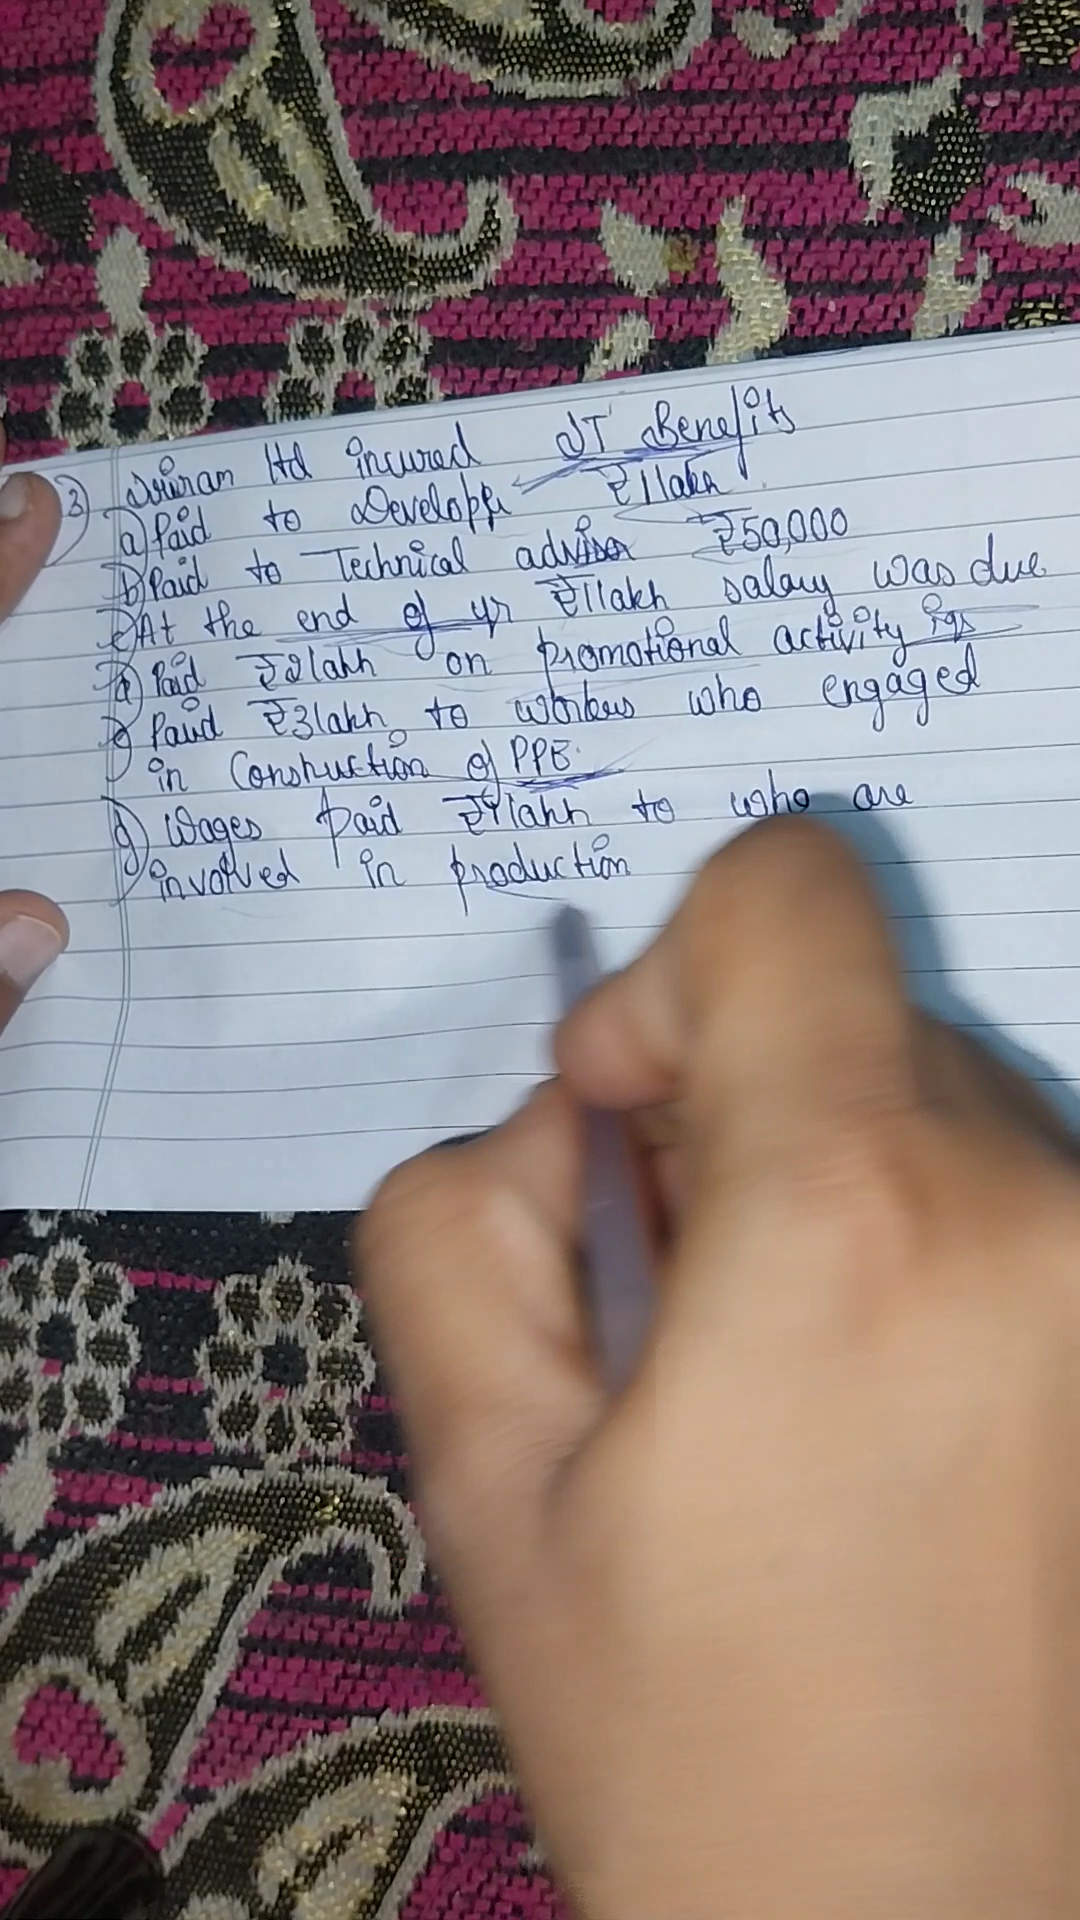 3) Sriram ltd incured ST Benefits
a) Paid to Developer ₹1lakh
b) Paid to Technical advisor ₹50,000
c) At the end of yr ₹1lakh salary was due
d) Paid ₹2lakh on promotional activity
e) Paid ₹3lakh to workers who engaged
in Construction of PPE.
g) Wages paid ₹4lakh to who are
involved in production